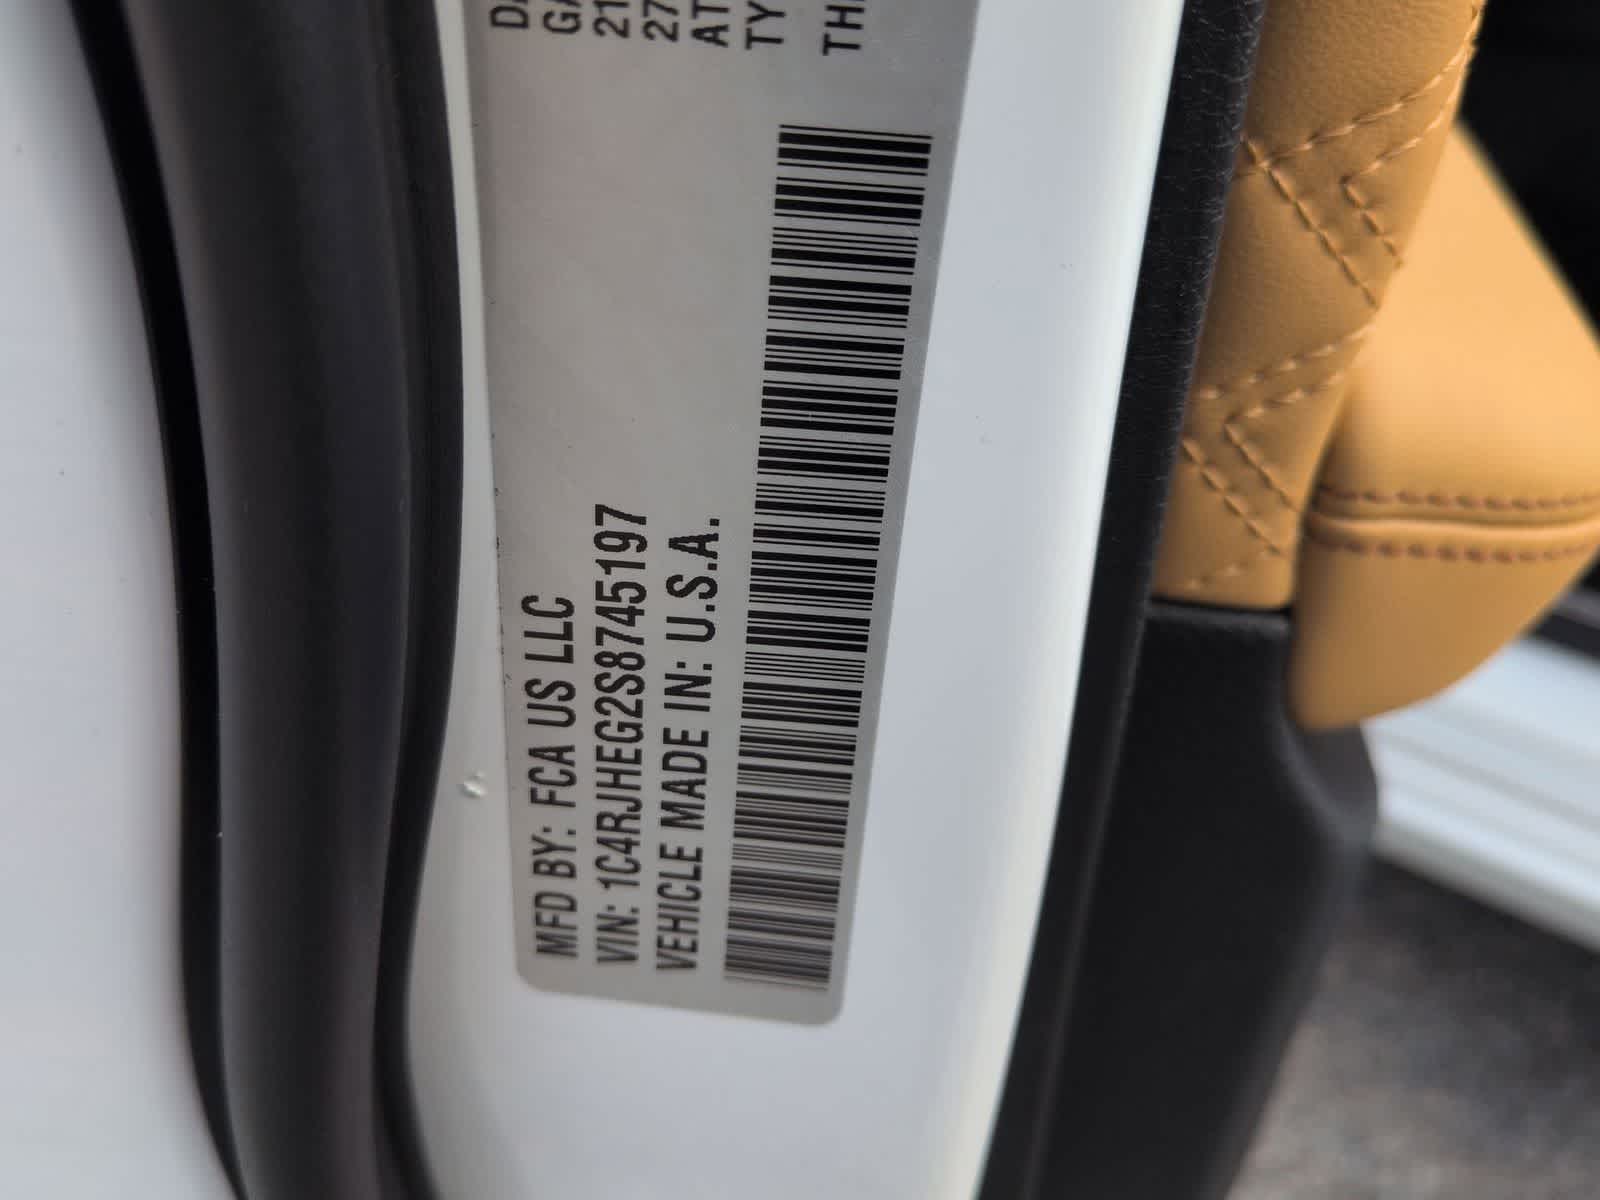 MFD BY: FCA US LLC
VIN: 1C4RJHEG2S8745197
VEHICLE MADE IN: U.S.A.